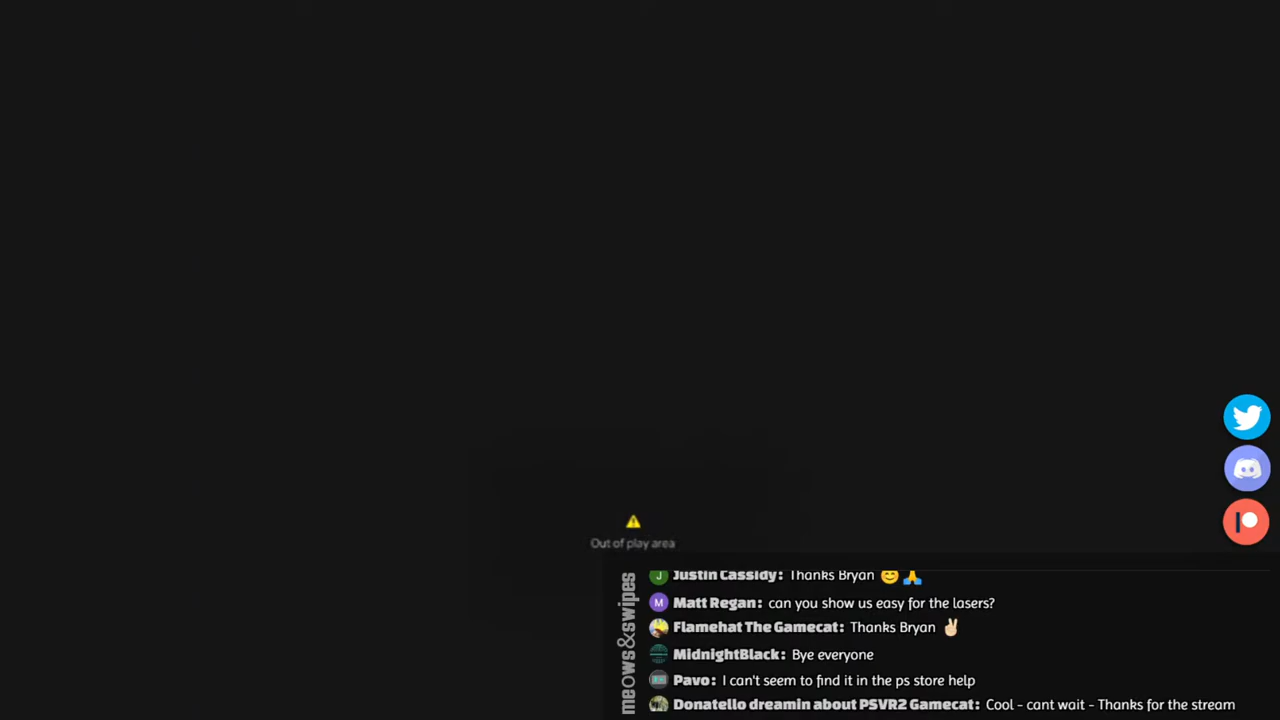 Out of play area
meows&swipes
Justin Cassidy: Thanks Bryan 😊 🙏
Matt Regan: can you show us easy for the lasers?
Flamehat The Gamecat: Thanks Bryan ✌🏻
MidnightBlack: Bye everyone
Pavo: I can't seem to find it in the ps store help
Donatello dreamin about PSVR2 Gamecat: Cool - cant wait - Thanks for the stream